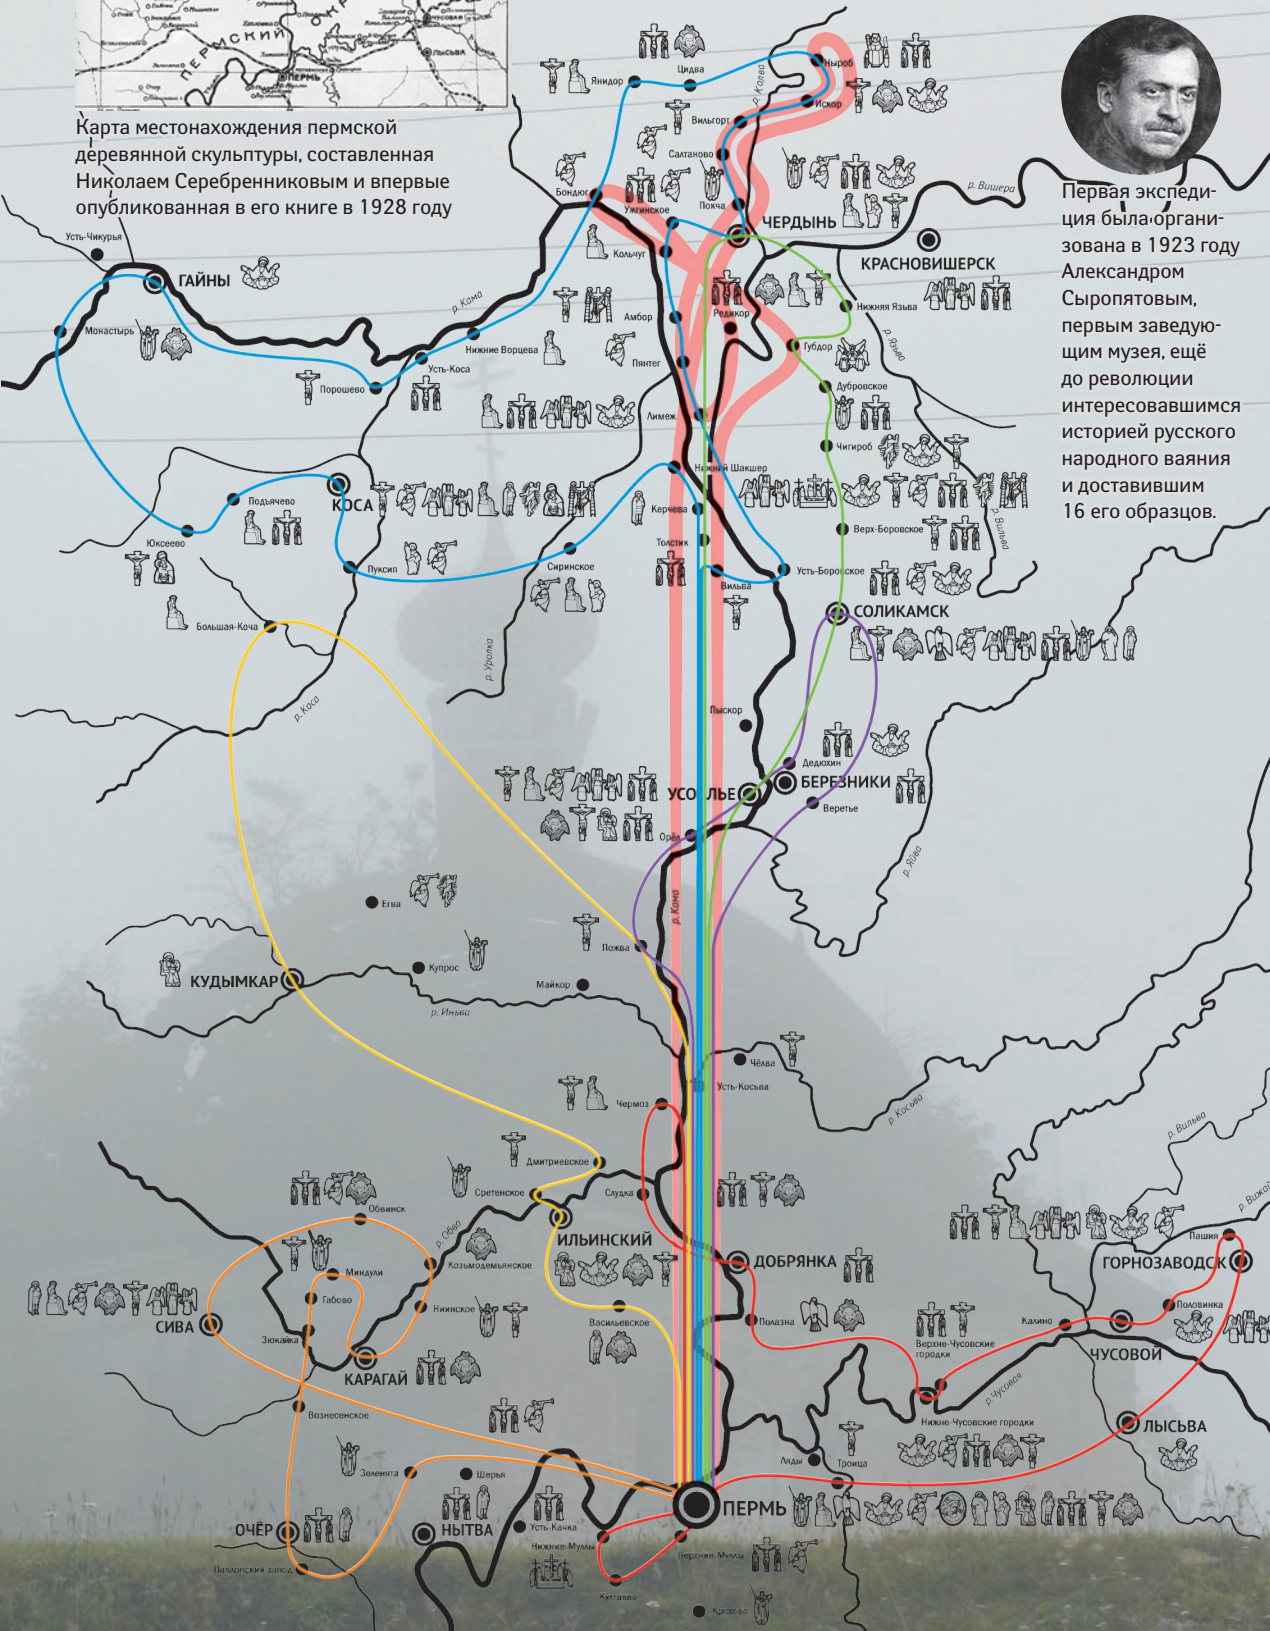 ПЕРМСКИЙ
ЧУСОВАЯ
ЛЫСЬВА
ПЕРМЬ
Карта местонахождения пермской
деревянной скульптуры, составленная
Николаем Серебренниковым и впервые
опубликованная в его книге в 1928 году
Первая экспеди-
ция была органи-
зована в 1923 году
Александром
Сыропятовым,
первым заведую-
щим музея, ещё
до революции
интересовавшимся
историей русского
народного ваяния
и доставившим
16 его образцов.
Ныроб
Цидва
Янидор
р. Колва
Искор
Вильгорт
Салтаново
Бондюг
Ужгинское
Покча
р. Вишера
ЧЕРДЫНЬ
Усть-Чикурья
КРАСНОВИШЕРСК
Кольчуг
ГАЙНЫ
р. Кама
Редикор
Нижняя Язьва
Амбор
Монастырь
р. Язьва
Губдор
Нижние Ворцева
Пянтег
Усть-Коса
Порошево
Дубровское
Лимеж
Чигироб
Нижний Шакшер
КОСА
Подъячево
Керчева
р. Вильва
Верх-Боровское
Юксеево
Толстик
Пуксип
Сиринское
Усть-Боровское
Вильва
СОЛИКАМСК
Большая-Коча
р. Уролка
р. Коса
Пыскор
Дедюхин
БЕРЕЗНИКИ
УСОЛЬЕ
Веретье
Орёл
р. Яйва
Егва
р. Кама
Пожва
Купрос
КУДЫМКАР
Майкор
р. Иньва
Чёлва
Усть-Косьва
Чермоз
р. Косьва
р. Вильва
Дмитриевское
Сретенское
Слудка
Обвинск
р. Обва
ИЛЬИНСКИЙ
Пашия
Козьмодемьянское
ДОБРЯНКА
ГОРНОЗАВОДСК
Миндули
Габово
Нинское
Васильевское
Полазна
Половинка
СИВА
Зюкайка
Калино
Верхне-Чусовские
городки
ЧУСОВОЙ
КАРАГАЙ
р. Чусовая
Вознесенское
Нижне-Чусовские городки
ЛЫСЬВА
Ляды
Троица
Зеленята
Шерья
ПЕРМЬ
ОЧЁР
НЫТВА
Усть-Качка
Нижние-Муллы
Верхние-Муллы
Павловский завод
Култаево
Крохово